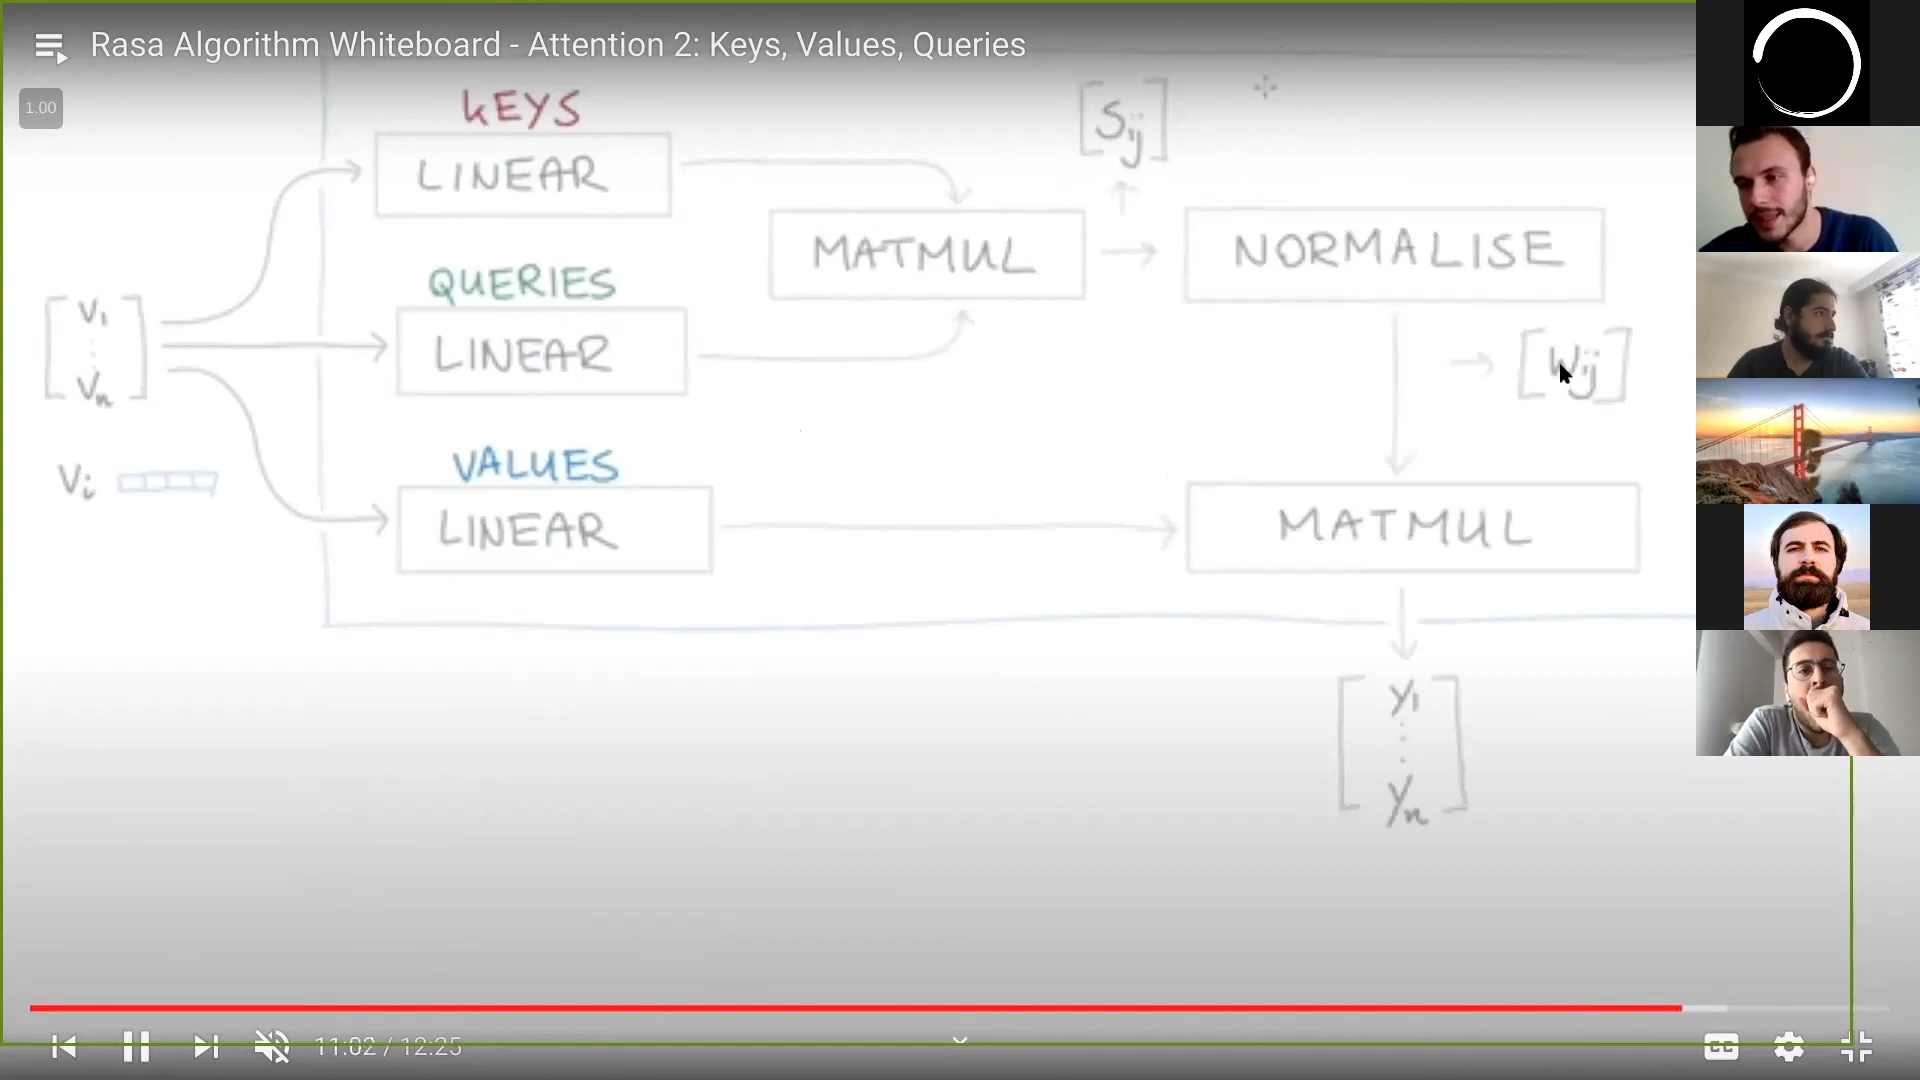 Rasa Algorithm Whiteboard - Attention 2: Keys, Values, Queries
1.00
KEYS
LINEAR
QUERIES
LINEAR
VALUES
LINEAR
V1
Vn
Vi
MATMUL
[Sij]
NORMALISE
[Wij]
MATMUL
y1
yn
11:02 / 12:25
CC